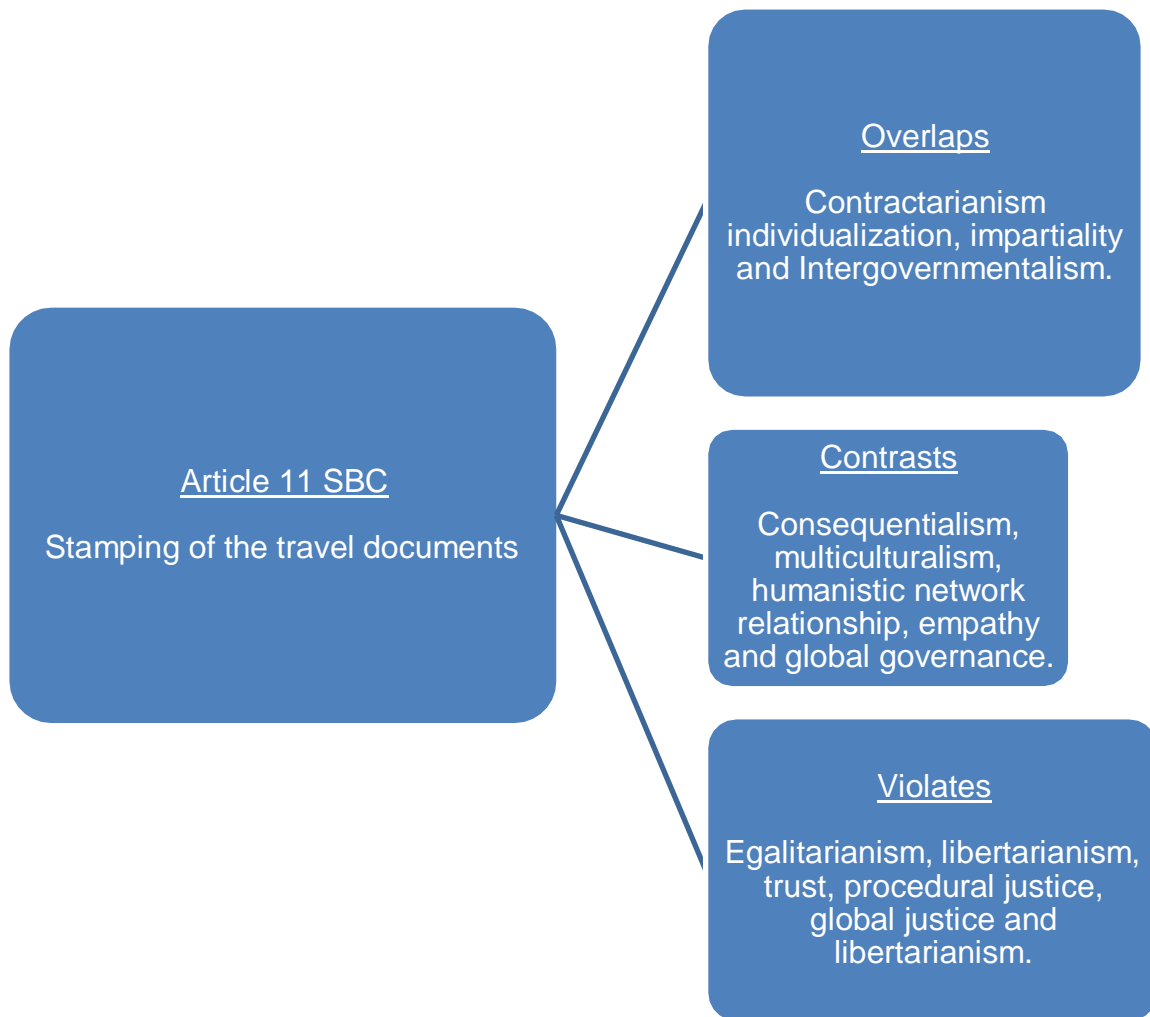 Article 11 SBC
Stamping of the travel documents
Overlaps
Contractarianism
individualization, impartiality
and Intergovernmentalism.
Contrasts
Consequentialism,
multiculturalism,
humanistic network
relationship, empathy
and global governance.
Violates
Egalitarianism, libertarianism,
trust, procedural justice,
global justice and
libertarianism.